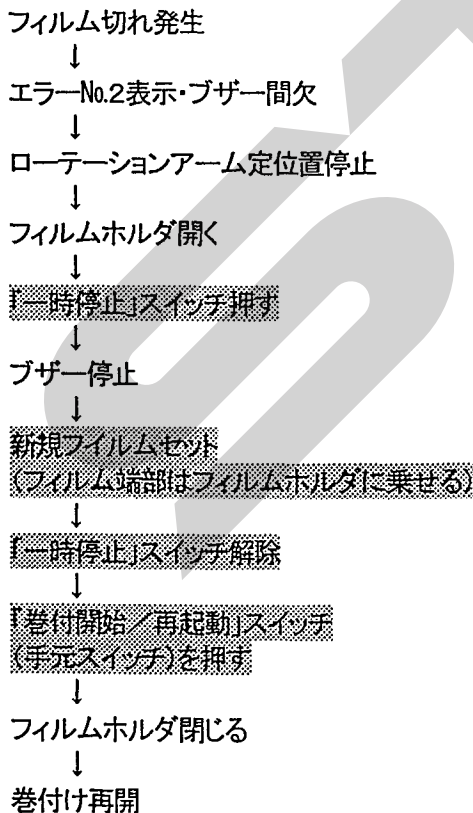 フィルム切れ発生
↓
エラーNo.2表示・ブザー間欠
↓
ローテーションアーム定位置停止
↓
フィルムホルダ開く
↓
『一時停止』スイッチ押す
↓
ブザー停止
↓
新規フイルムセット
(フィルム端部はフィルムホルダに乗せる)
↓
『一時停止』スイッチ解除
↓
『巻付開始／再起動』スイッチ
(手元スイッチ)を押す
↓
フィルムホルダ閉じる
↓
巻付け再開